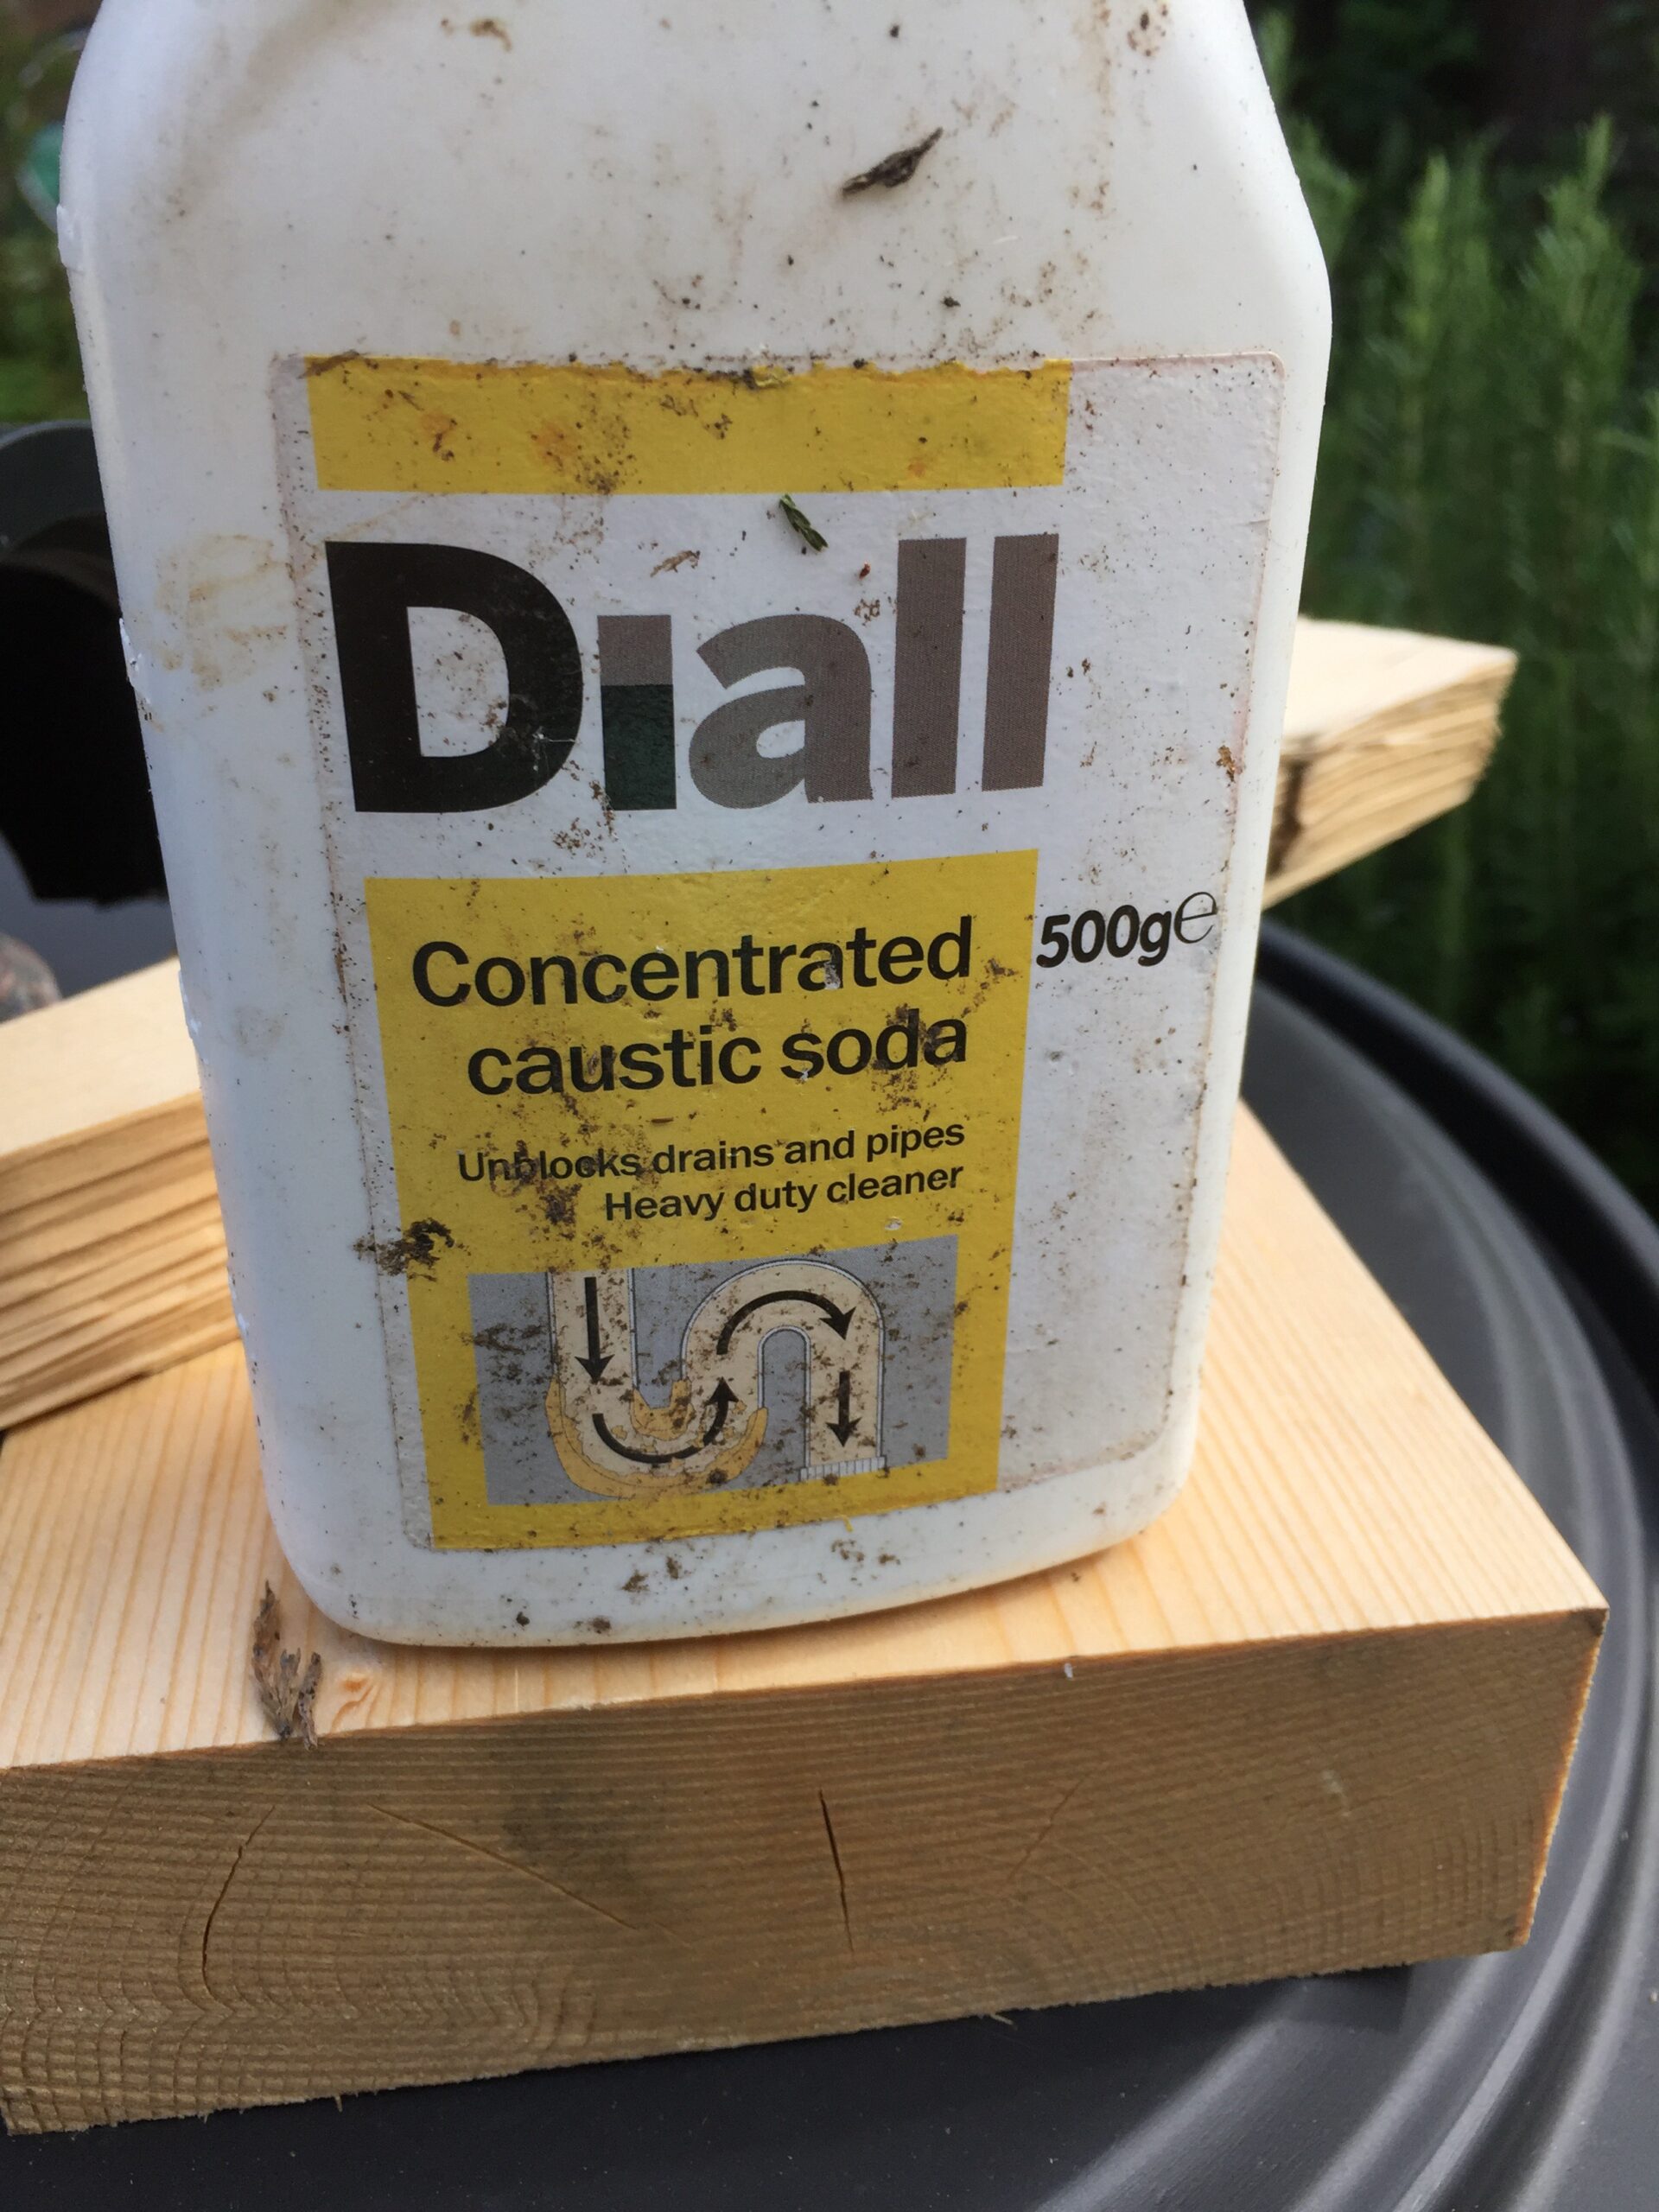 Diall
Concentrated
caustic soda
500g℮
Unblocks drains and pipes
Heavy duty cleaner